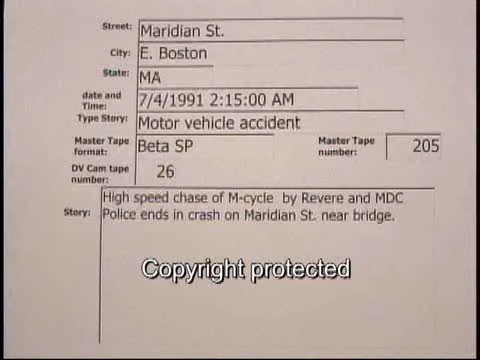 Street: Maridian St.
City: E. Boston
State: MA
date and Time: 7/4/1991 2:15:00 AM
Type Story: Motor vehicle accident
Master Tape format: Beta SP Master Tape number: 205
DV Cam tape number: 26
Story: High speed chase of M-cycle by Revere and MDC
Police ends in crash on Maridian St. near bridge.
Copyright protected